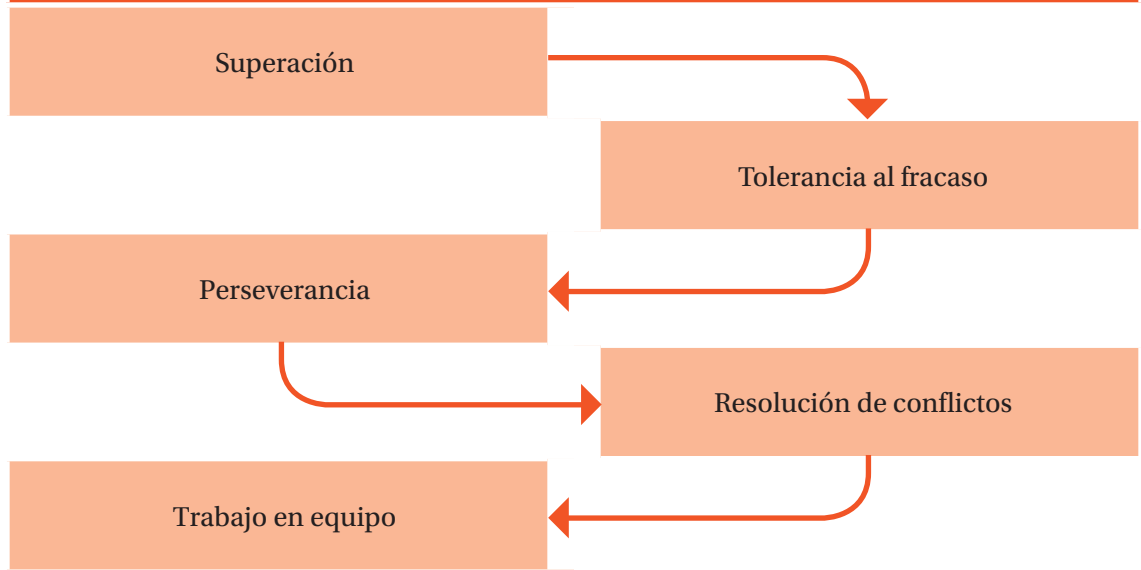 Superación
Tolerancia al fracaso
Perseverancia
Resolución de conflictos
Trabajo en equipo